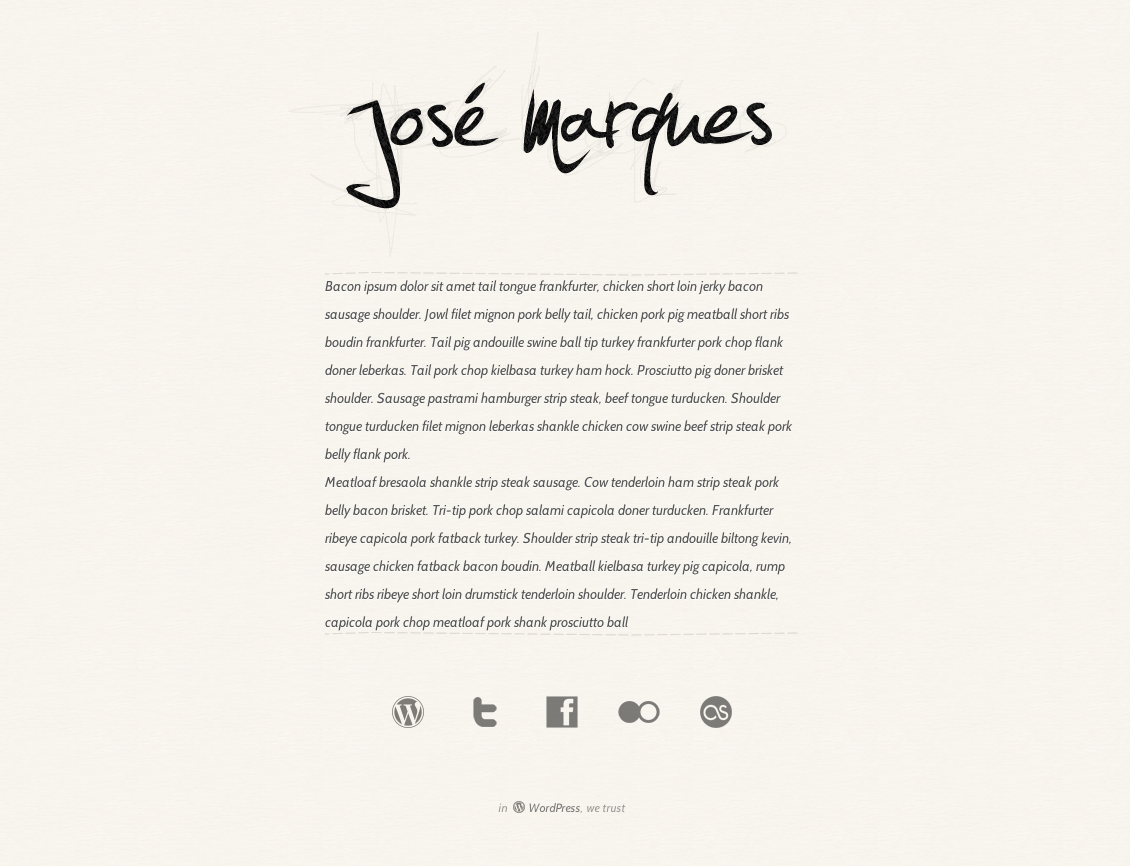 José Marques
Bacon ipsum dolor sit amet tail tongue frankfurter, chicken short loin jerky bacon
sausage shoulder. Jowl filet mignon pork belly tail, chicken pork pig meatball short ribs
boudin frankfurter. Tail pig andouille swine ball tip turkey frankfurter pork chop flank
doner leberkas. Tail pork chop kielbasa turkey ham hock. Prosciutto pig doner brisket
shoulder. Sausage pastrami hamburger strip steak, beef tongue turducken. Shoulder
tongue turducken filet mignon leberkas shankle chicken cow swine beef strip steak pork
belly flank pork.
Meatloaf bresaola shankle strip steak sausage. Cow tenderloin ham strip steak pork
belly bacon brisket. Tri-tip pork chop salami capicola doner turducken. Frankfurter
ribeye capicola pork fatback turkey. Shoulder strip steak tri-tip andouille biltong kevin,
sausage chicken fatback bacon boudin. Meatball kielbasa turkey pig capicola, rump
short ribs ribeye short loin drumstick tenderloin shoulder. Tenderloin chicken shankle,
capicola pork chop meatloaf pork shank prosciutto ball
in WordPress, we trust